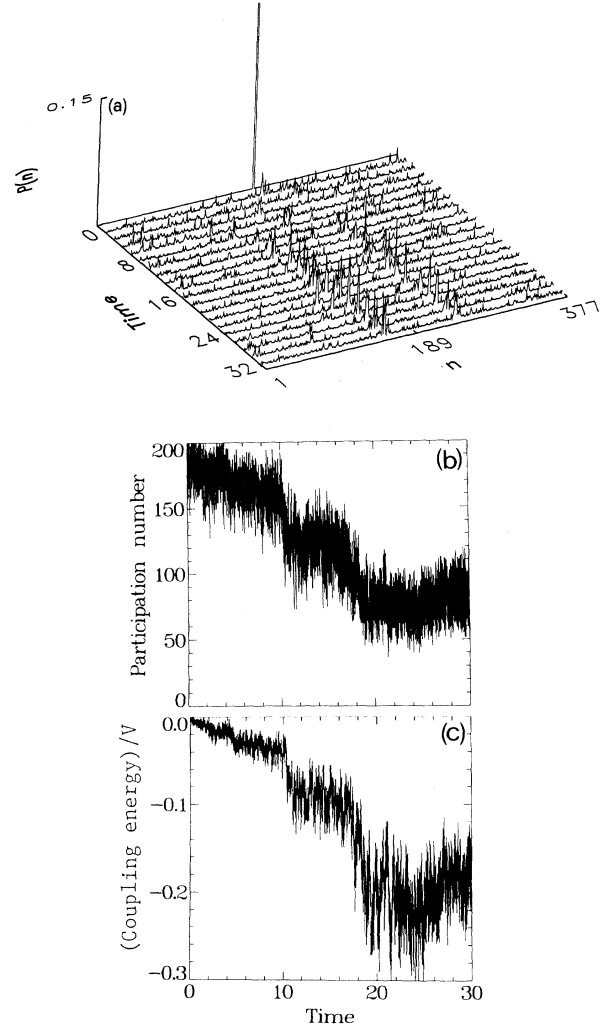 0.15 (a)
P(n)
0
8
16
24
32
Time
1
189
377
n
(b)
200
150
100
50
0
Participation number
(c)
0.0
-0.1
-0.2
-0.3
(Coupling energy)/V
0 10 20 30
Time